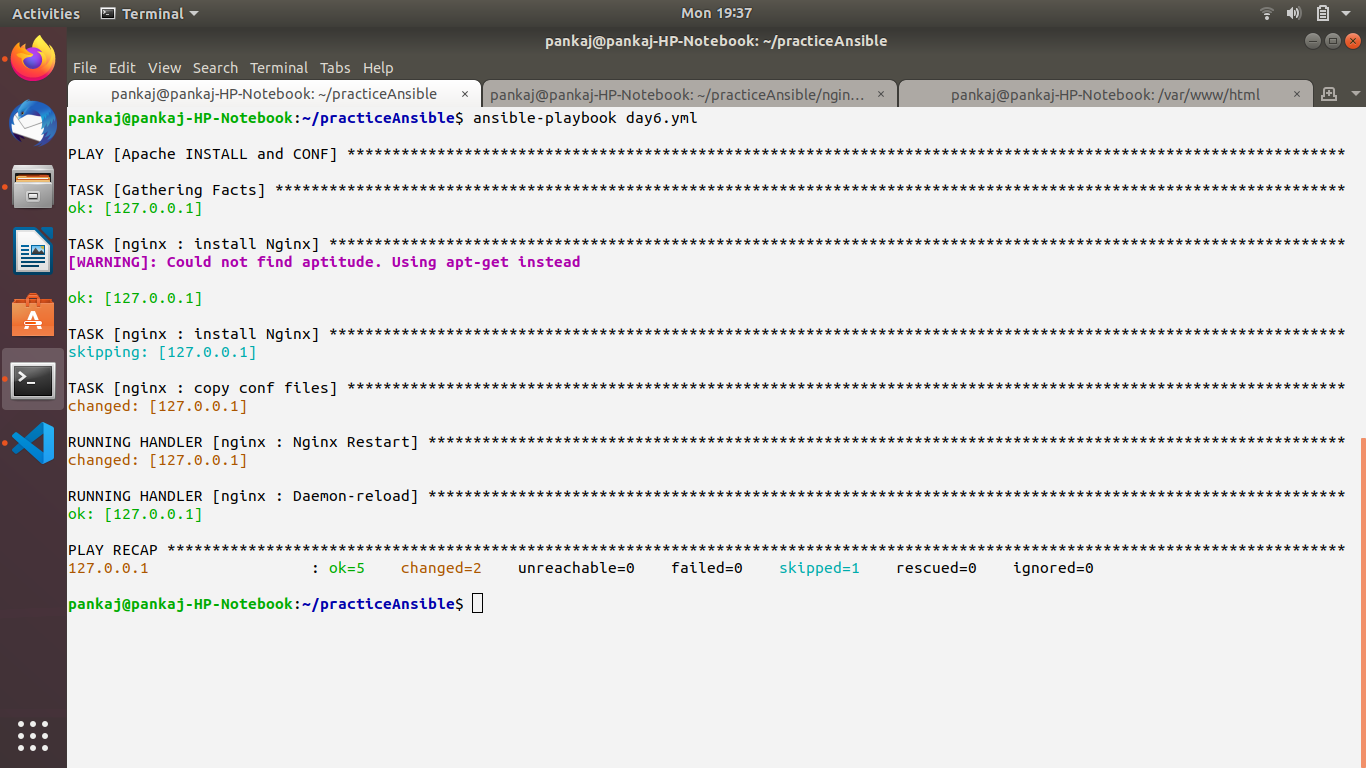 Activities Terminal Mon 19:37
pankaj@pankaj-HP-Notebook: ~/practiceAnsible
File Edit View Search Terminal Tabs Help
pankaj@pankaj-HP-Notebook: ~/practiceAnsible × pankaj@pankaj-HP-Notebook: ~/practiceAnsible/ngin... × pankaj@pankaj-HP-Notebook: /var/www/html ×
pankaj@pankaj-HP-Notebook:~/practiceAnsible$ ansible-playbook day6.yml
PLAY [Apache INSTALL and CONF] ***************************************************************************************************************
TASK [Gathering Facts] ***********************************************************************************************************************
ok: [127.0.0.1]
TASK [nginx : install Nginx] *****************************************************************************************************************
[WARNING]: Could not find aptitude. Using apt-get instead
ok: [127.0.0.1]
TASK [nginx : install Nginx] *****************************************************************************************************************
skipping: [127.0.0.1]
TASK [nginx : copy conf files] ***************************************************************************************************************
changed: [127.0.0.1]
RUNNING HANDLER [nginx : Nginx Restart] ******************************************************************************************************
changed: [127.0.0.1]
RUNNING HANDLER [nginx : Daemon-reload] ******************************************************************************************************
ok: [127.0.0.1]
PLAY RECAP ***********************************************************************************************************************************
127.0.0.1 : ok=5 changed=2 unreachable=0 failed=0 skipped=1 rescued=0 ignored=0
pankaj@pankaj-HP-Notebook:~/practiceAnsible$